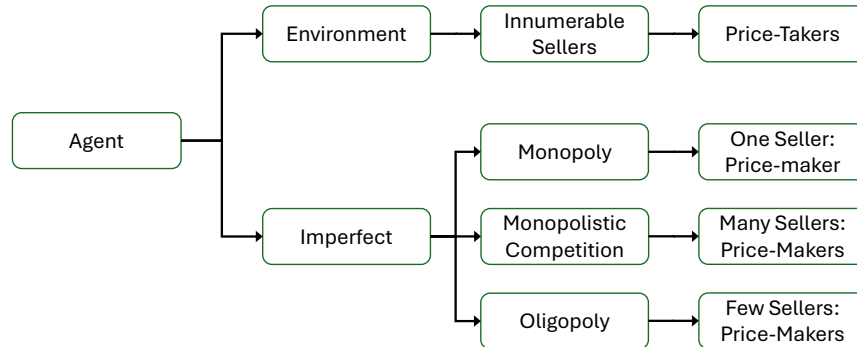 Environment
Innumerable
Sellers
Price-Takers
Agent
Monopoly
One Seller:
Price-maker
Imperfect
Monopolistic
Competition
Many Sellers:
Price-Makers
Oligopoly
Few Sellers:
Price-Makers